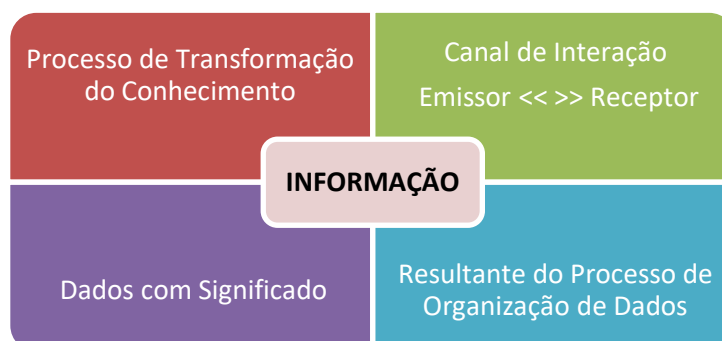 Processo de Transformação
do Conhecimento
Canal de Interação
Emissor << >> Receptor
INFORMAÇÃO
Dados com Significado
Resultante do Processo de
Organização de Dados